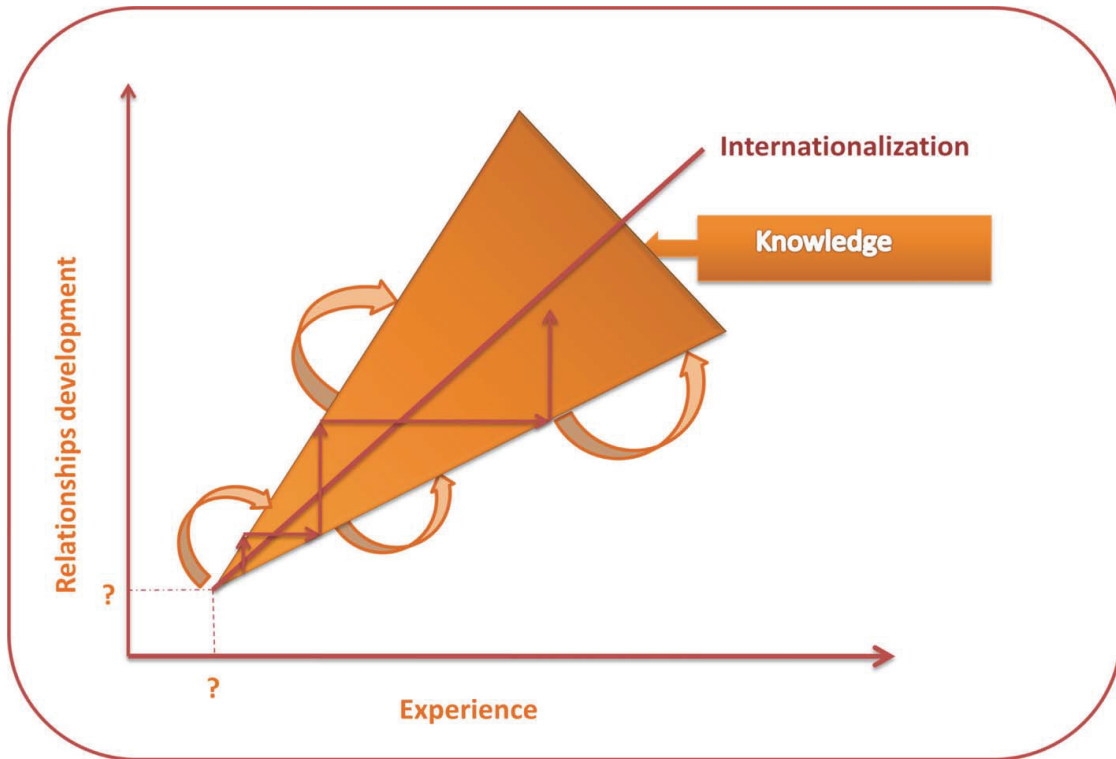 Internationalization
Knowledge
Relationships development
?
?
Experience